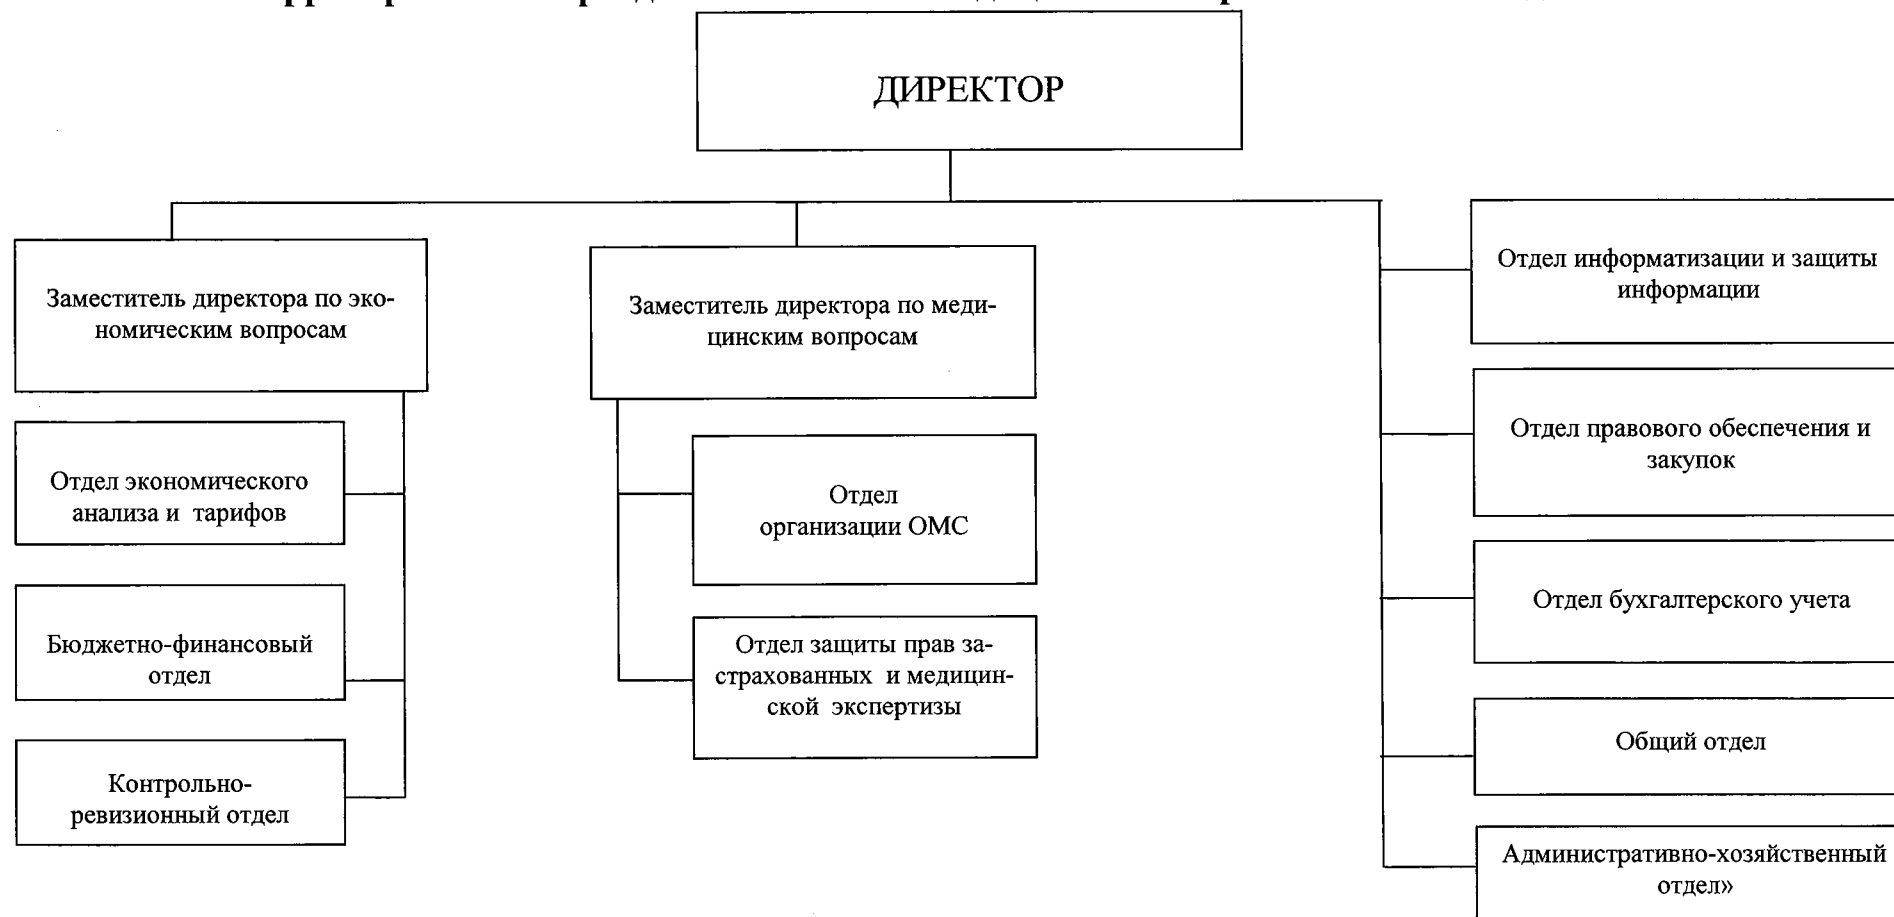 ДИРЕКТОР
Заместитель директора по эко-
номическим вопросам
Отдел экономического
анализа и тарифов
Бюджетно-финансовый
отдел
Контрольно-
ревизионный отдел
Заместитель директора по меди-
цинским вопросам
Отдел
организации ОМС
Отдел защиты прав за-
страхованных и медицин-
ской экспертизы
Отдел информатизации и защиты
информации
Отдел правового обеспечения и
закупок
Отдел бухгалтерского учета
Общий отдел
Административно-хозяйственный
отдел»